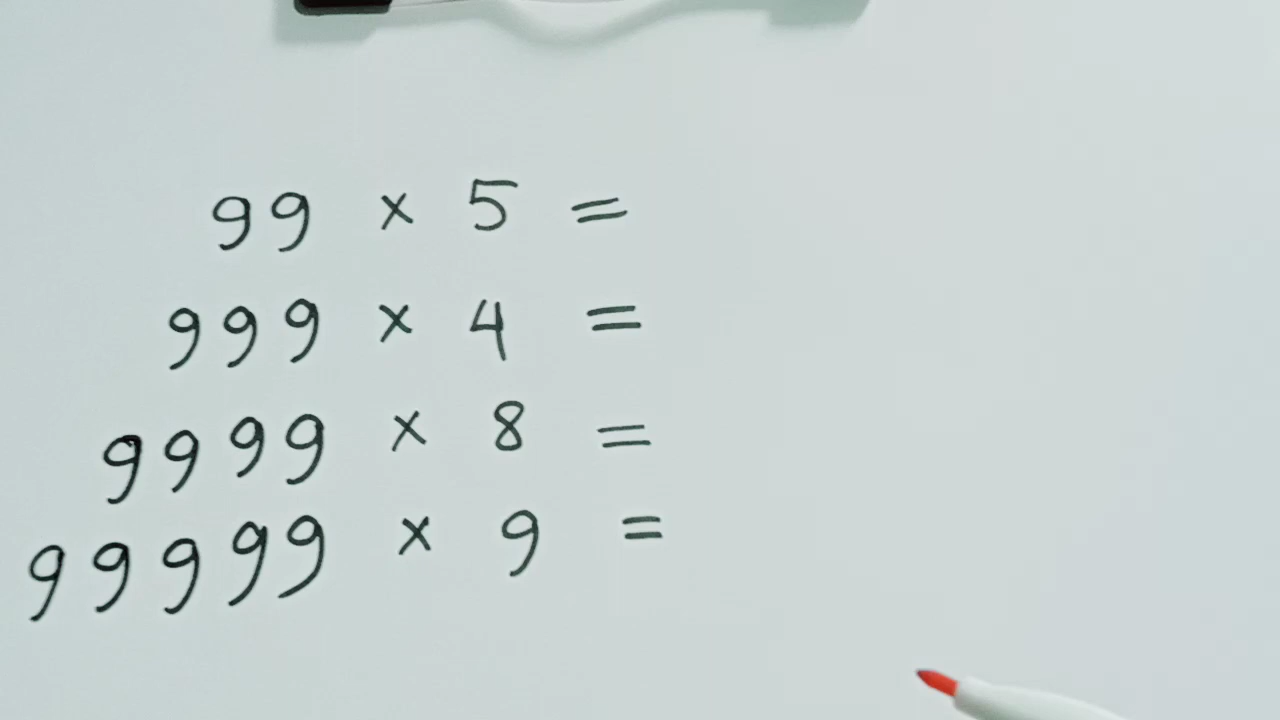 99 × 5 =
999 × 4 =
9999 × 8 =
99999 × 9 =